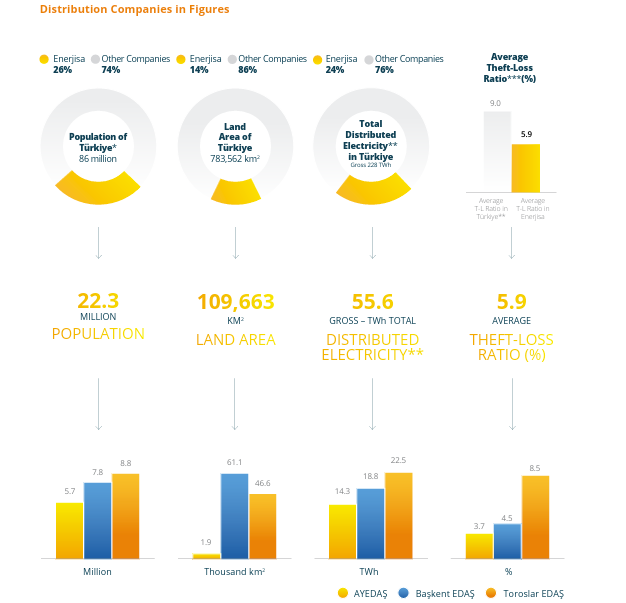 Distribution Companies in Figures
Enerjisa
26%
Other Companies
74%
Enerjisa
14%
Other Companies
86%
Enerjisa
24%
Other Companies
76%
Average
Theft-Loss
Ratio***(%)
Population of
Türkiye*
86 million
Land
Area of
Türkiye
783,562 km²
Total
Distributed
Electricity**
in Türkiye
Gross 228 TWh
9.0
5.9
Average
T-L Ratio in
Türkiye**
Average
T-L Ratio in
Enerjisa
22.3
MILLION
POPULATION
109,663
KM²
LAND AREA
55.6
GROSS – TWh TOTAL
DISTRIBUTED
ELECTRICITY**
5.9
AVERAGE
THEFT-LOSS
RATIO (%)
5.7
7.8
8.8
Million
1.9
61.1
46.6
Thousand km²
14.3
18.8
22.5
TWh
3.7
4.5
8.5
%
AYEDAŞ
Başkent EDAŞ
Toroslar EDAŞ